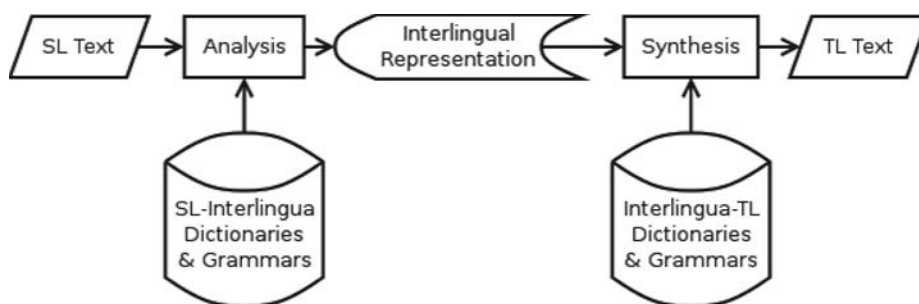 SL Text
Analysis
Interlingual
Representation
Synthesis
TL Text
SL-Interlingua
Dictionaries
& Grammars
Interlingua-TL
Dictionaries
& Grammars